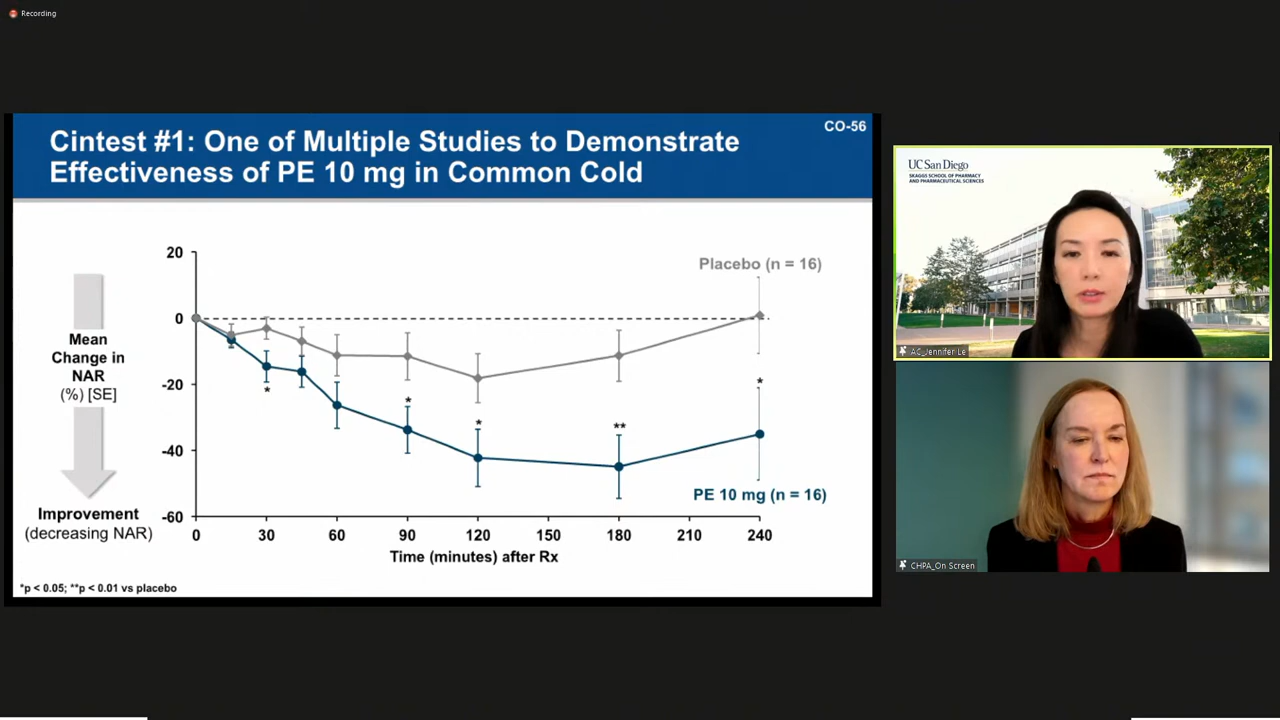 Recording
CO-56
Cintest #1: One of Multiple Studies to Demonstrate
Effectiveness of PE 10 mg in Common Cold
Mean
Change in
NAR
(%) [SE]
Improvement
(decreasing NAR)
20
0
-20
-40
-60
Placebo (n = 16)
*
*
*
**
*
PE 10 mg (n = 16)
0 30 60 90 120 150 180 210 240
Time (minutes) after Rx
*p < 0.05; **p < 0.01 vs placebo
UC San Diego
SKAGGS SCHOOL OF PHARMACY
AND PHARMACEUTICAL SCIENCES
AC_Jennifer Le
CHPA_On Screen